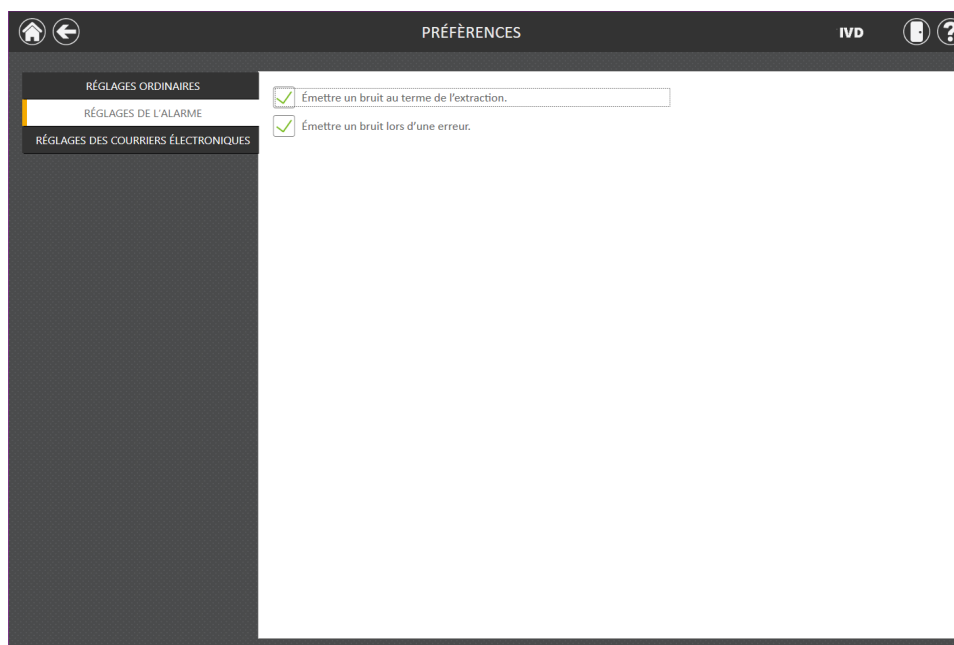 PRÉFÈRENCES
IVD
?
RÉGLAGES ORDINAIRES
RÉGLAGES DE L'ALARME
RÉGLAGES DES COURRIERS ÉLECTRONIQUES
Émettre un bruit au terme de l'extraction.
Émettre un bruit lors d'une erreur.